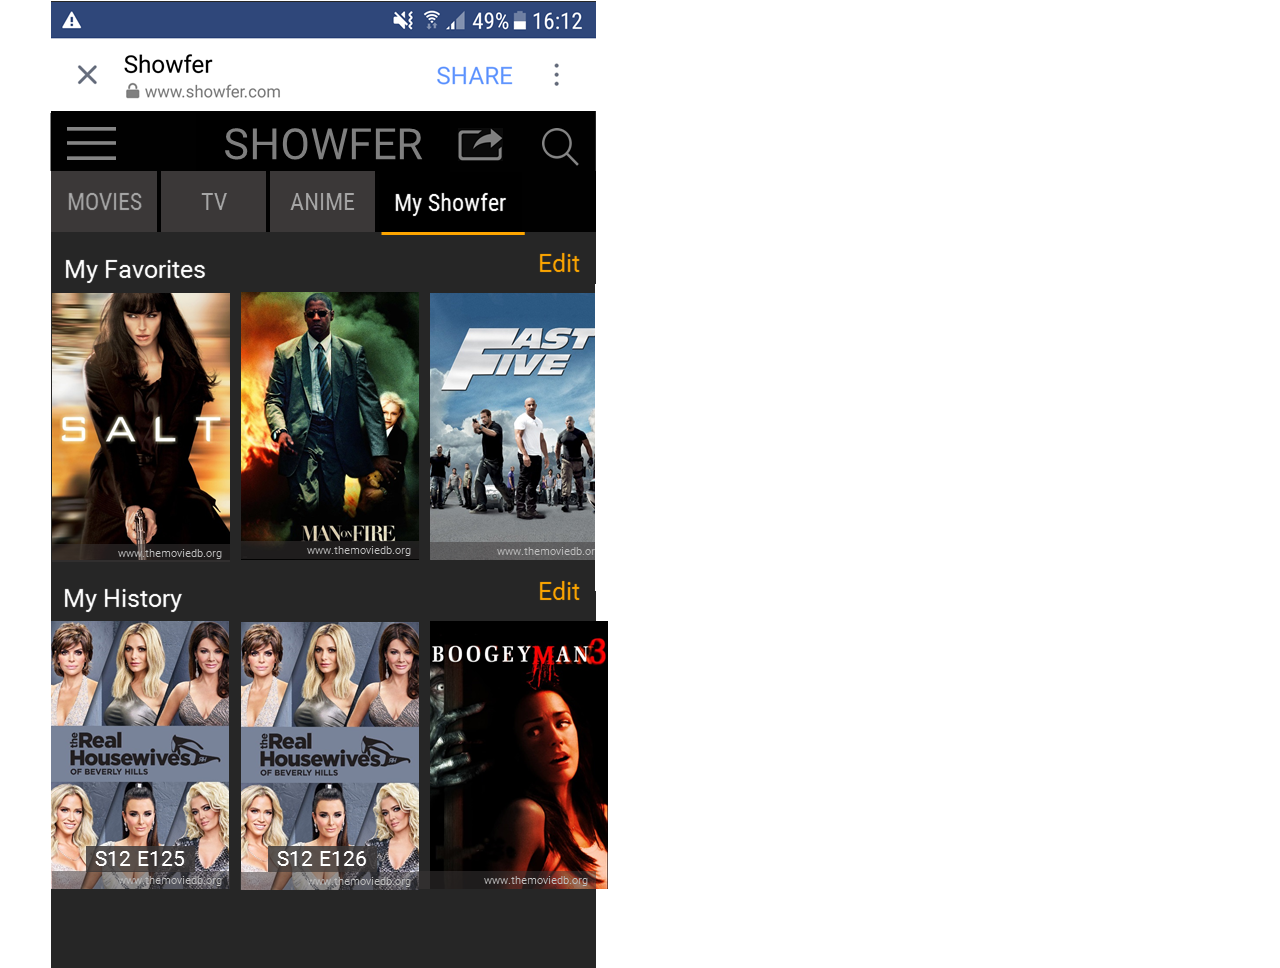 49% 16:12
Showfer
www.showfer.com
SHARE
SHOWFER
MOVIES TV ANIME My Showfer
My Favorites Edit
SALT
www.themoviedb.org
MAN ON FIRE
www.themoviedb.org
FAST
FIVE
www.themoviedb.or
My History Edit
the Real
Housewives
OF BEVERLY HILLS
S12 E125
www.themoviedb.org
the Real
Housewives
OF BEVERLY HILLS
S12 E126
www.themoviedb.org
BOOGEYMAN 3
www.themoviedb.org